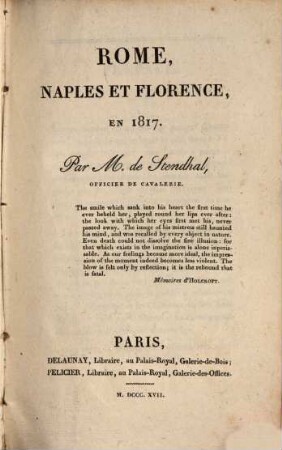 ROME,
NAPLES ET FLORENCE,
EN 1817.
Par M. de Stendhal,
OFFICIER DE CAVALERIE.
The smile which sank into his heart the first time he
ever beheld her, played round her lips ever after:
the look with which her eyes first met his, never
passed away. The image of his mistress still haunted
his mind, and was recalled by every object in nature.
Even death could not dissolve the fine illusion: for
that which exists in the imagination is alone imperis-
sable. As our feelings become more ideal, the impres-
sion of the moment indeed becomes less violent. The
blow is felt only by reflection; it is the rebound that
is fatal.
Mémoires d'HOLCROFT.
PARIS,
DELAUNAY, Libraire, au Palais-Royal, Galerie-de-Bois;
PELICIER, Libraire, au Palais-Royal, Galerie-des-Offices.
M. DCCC. XVII.